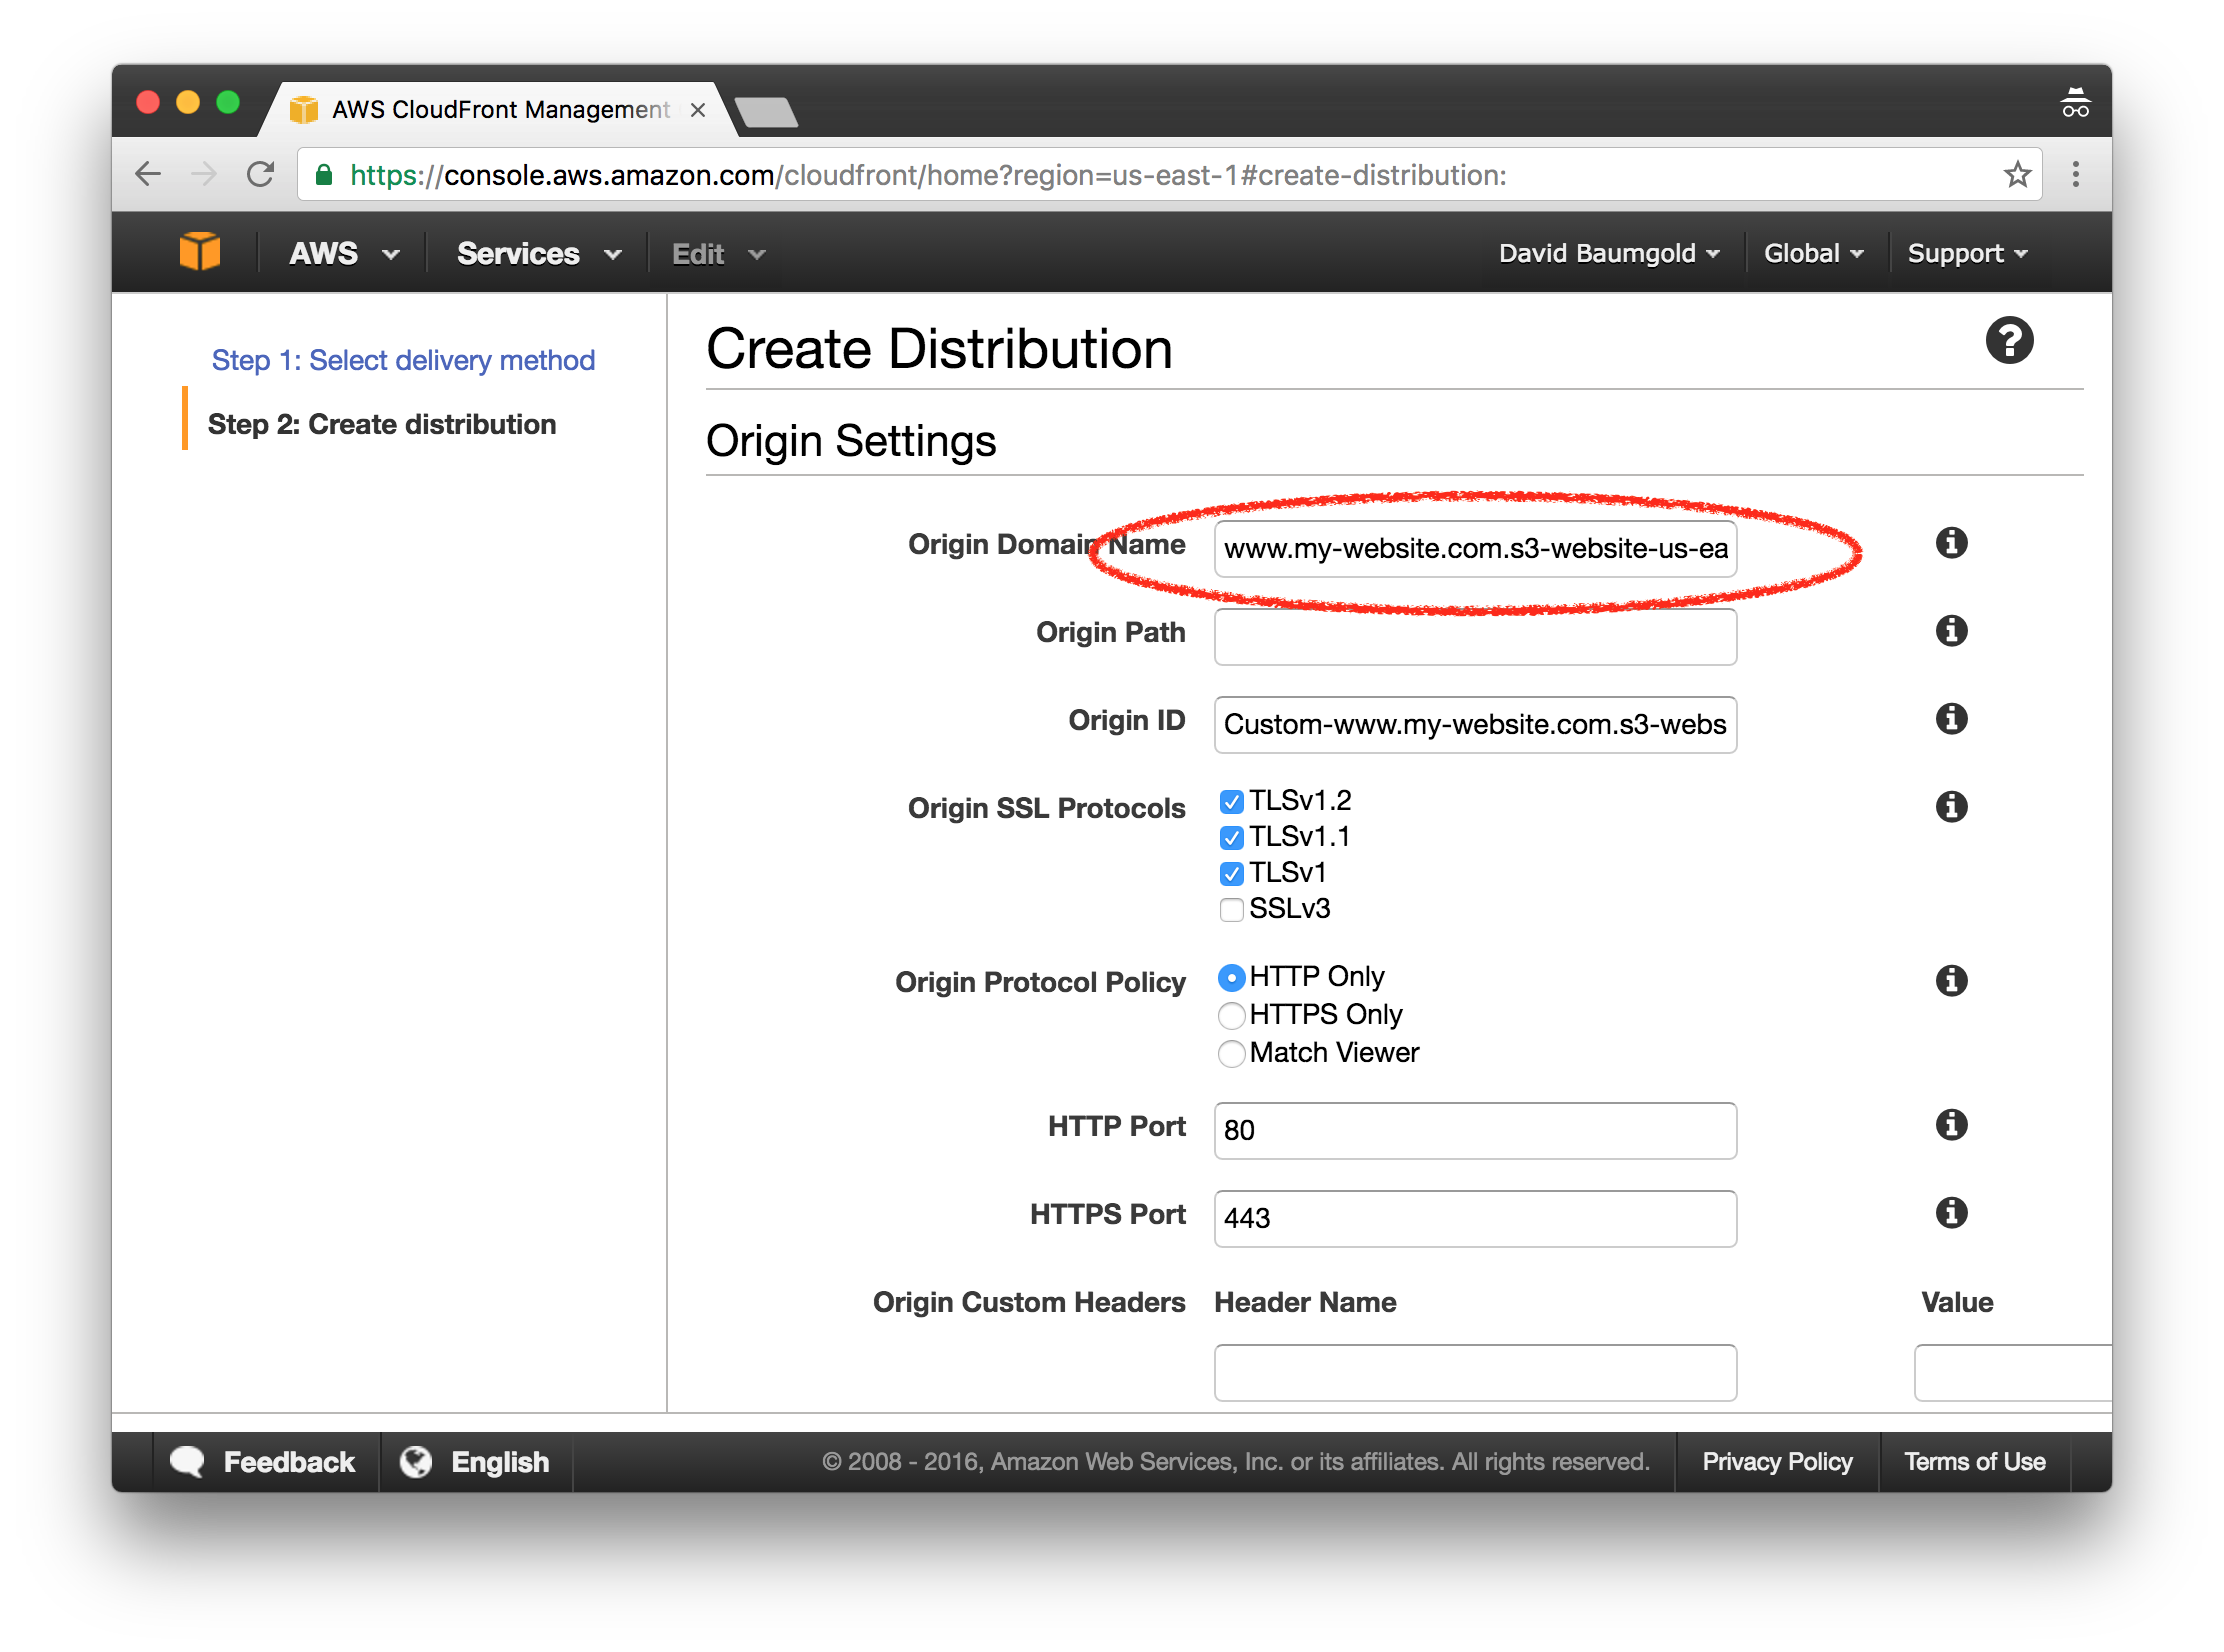 AWS CloudFront Management
https://console.aws.amazon.com/cloudfront/home?region=us-east-1#create-distribution:
AWS Services Edit David Baumgold Global Support
Step 1: Select delivery method
Step 2: Create distribution
Create Distribution
Origin Settings
Origin Domain Name www.my-website.com.s3-website-us-ea
Origin Path
Origin ID Custom-www.my-website.com.s3-webs
Origin SSL Protocols TLSv1.2
TLSv1.1
TLSv1
SSLv3
Origin Protocol Policy HTTP Only
HTTPS Only
Match Viewer
HTTP Port 80
HTTPS Port 443
Origin Custom Headers Header Name Value
Feedback English © 2008 - 2016, Amazon Web Services, Inc. or its affiliates. All rights reserved. Privacy Policy Terms of Use